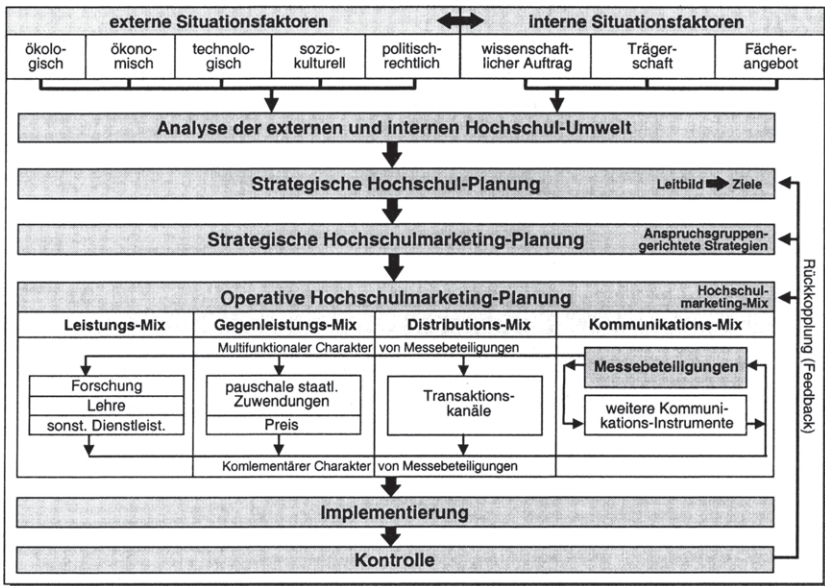 externe Situationsfaktoren
interne Situationsfaktoren
ökolo-
gisch
ökono-
misch
technolo-
gisch
sozio-
kulturell
politisch-
rechtlich
wissenschaft-
licher Auftrag
Träger-
schaft
Fächer-
angebot
Analyse der externen und internen Hochschul-Umwelt
Strategische Hochschul-Planung
Leitbild
Ziele
Strategische Hochschulmarketing-Planung
Anspruchsgruppen-
gerichtete Strategien
Operative Hochschulmarketing-Planung
Hochschul-
marketing-Mix
Leistungs-Mix
Gegenleistungs-Mix
Distributions-Mix
Kommunikations-Mix
Multifunktionaler Charakter von Messebeteiligungen
Forschung
Lehre
sonst. Dienstleist.
pauschale staatl.
Zuwendungen
Preis
Transaktions-
kanäle
Messebeteiligungen
weitere Kommuni-
kations-Instrumente
Komlementärer Charakter von Messebeteiligungen
Implementierung
Kontrolle
Rückkopplung (Feedback)